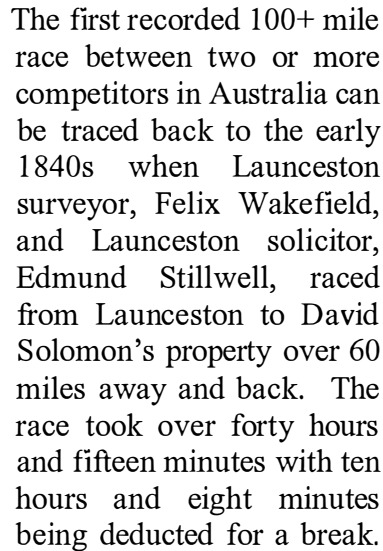 The first recorded 100+ mile
race between two or more
competitors in Australia can
be traced back to the early
1840s when Launceston
surveyor, Felix Wakefield,
and Launceston solicitor,
Edmund Stillwell, raced
from Launceston to David
Solomon’s property over 60
miles away and back. The
race took over forty hours
and fifteen minutes with ten
hours and eight minutes
being deducted for a break.